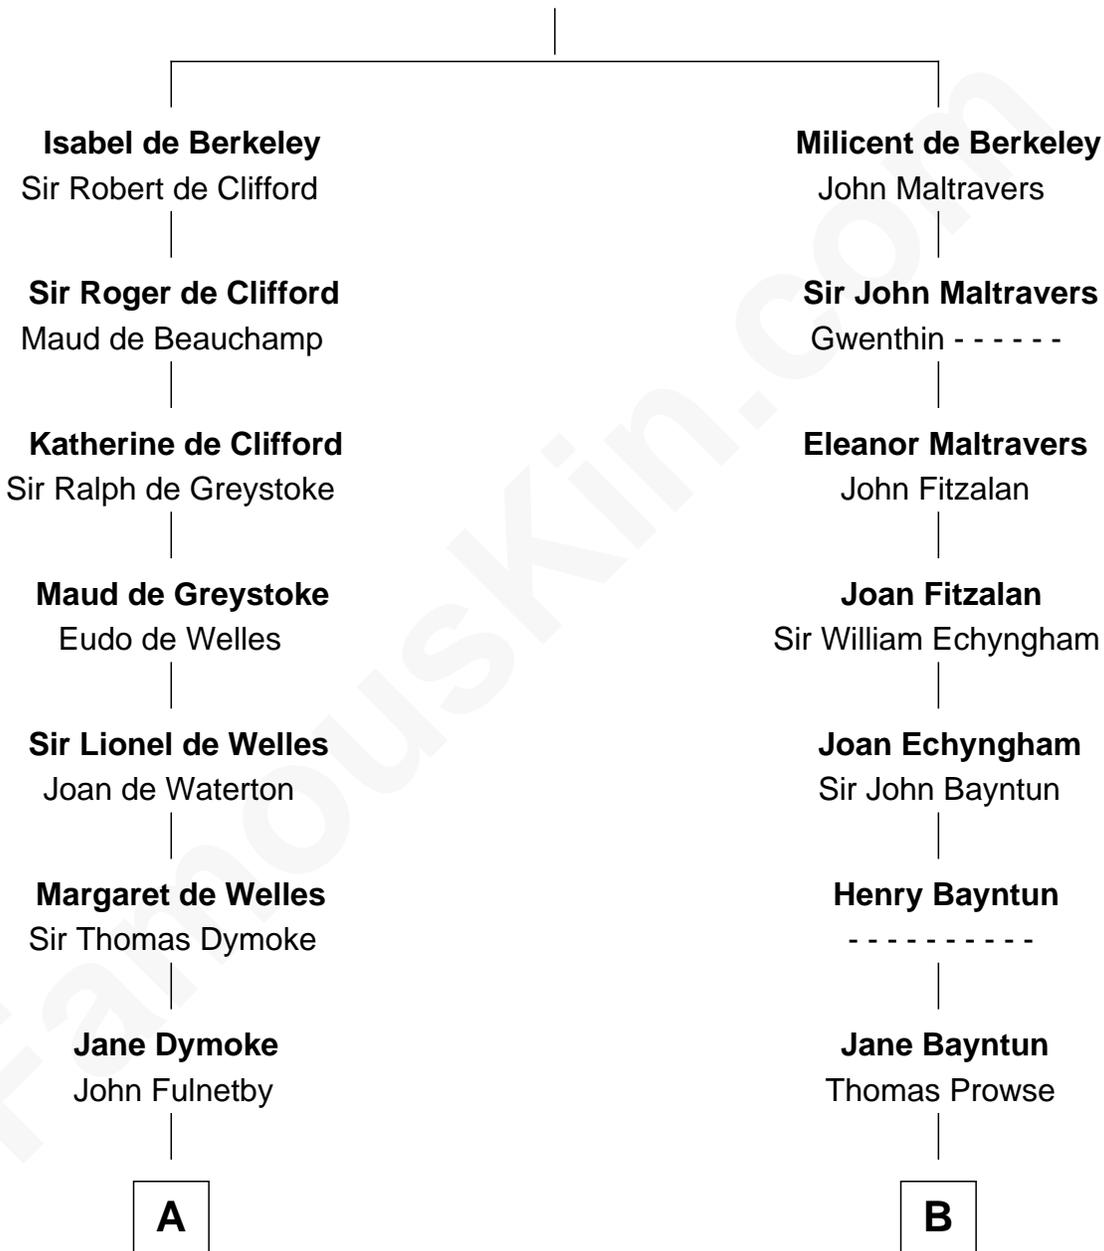 Isabel de Berkeley
Sir Robert de Clifford
Sir Roger de Clifford
Maud de Beauchamp
Katherine de Clifford
Sir Ralph de Greystoke
Maud de Greystoke
Eudo de Welles
Sir Lionel de Welles
Joan de Waterton
Margaret de Welles
Sir Thomas Dymoke
Jane Dymoke
John Fulnetby
A
Milicent de Berkeley
John Maltravers
Sir John Maltravers
Gwenthin - - - - - -
Eleanor Maltravers
John Fitzalan
Joan Fitzalan
Sir William Echyngham
Joan Echyngham
Sir John Bayntun
Henry Bayntun
- - - - - - - - - -
Jane Bayntun
Thomas Prowse
B
FamousKin.com